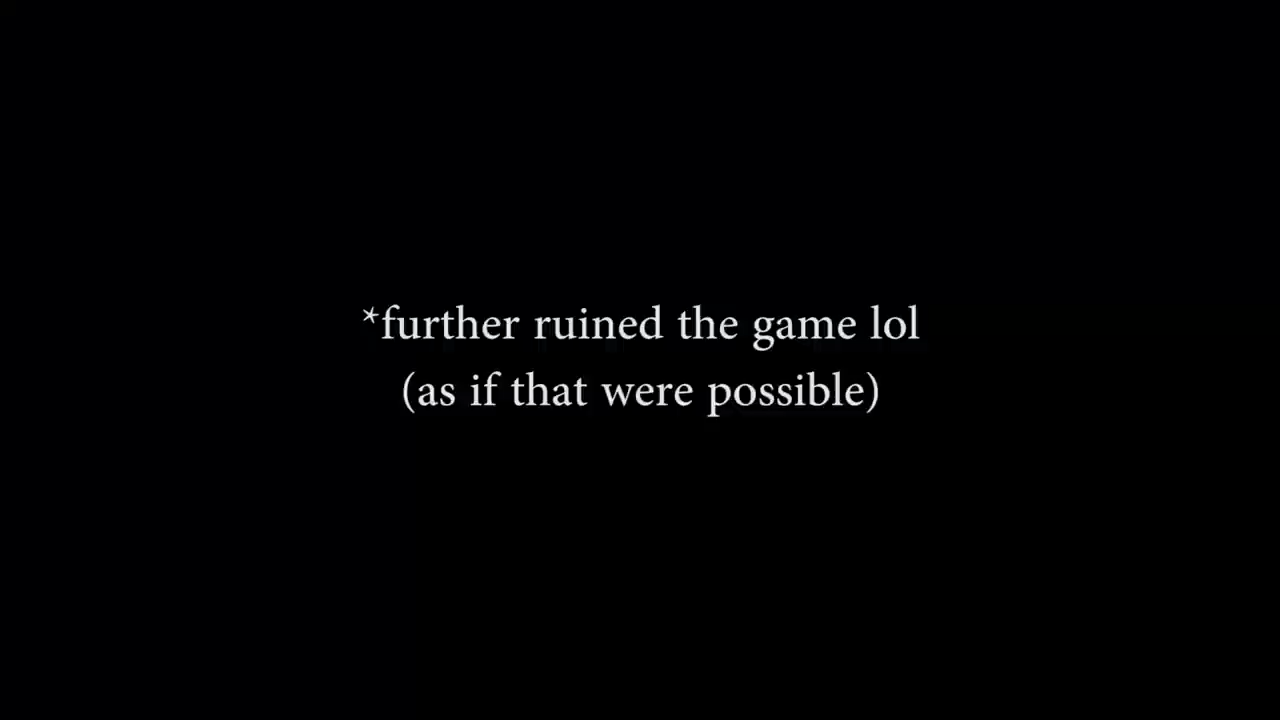 *further ruined the game lol
(as if that were possible)